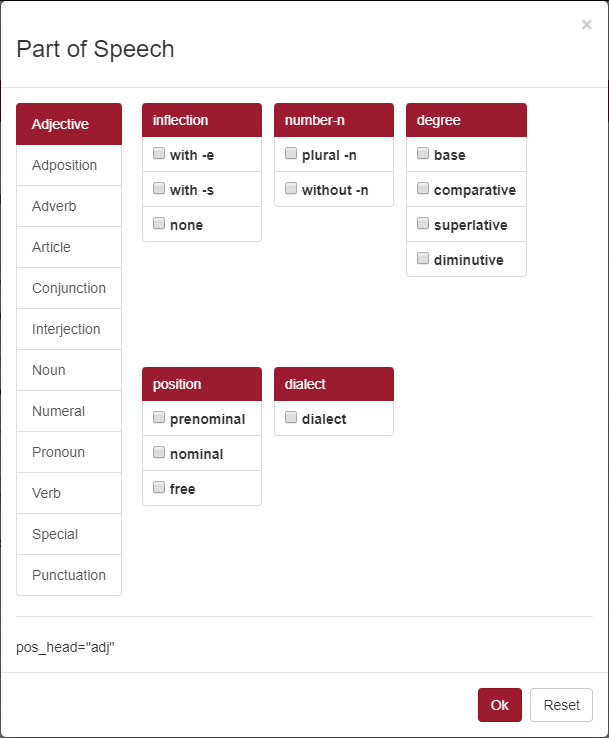 ×
Part of Speech
Adjective
Adposition
Adverb
Article
Conjunction
Interjection
Noun
Numeral
Pronoun
Verb
Special
Punctuation
inflection
with -e
with -s
none
number-n
plural -n
without -n
degree
base
comparative
superlative
diminutive
position
prenominal
nominal
free
dialect
dialect
pos_head="adj"
Ok
Reset